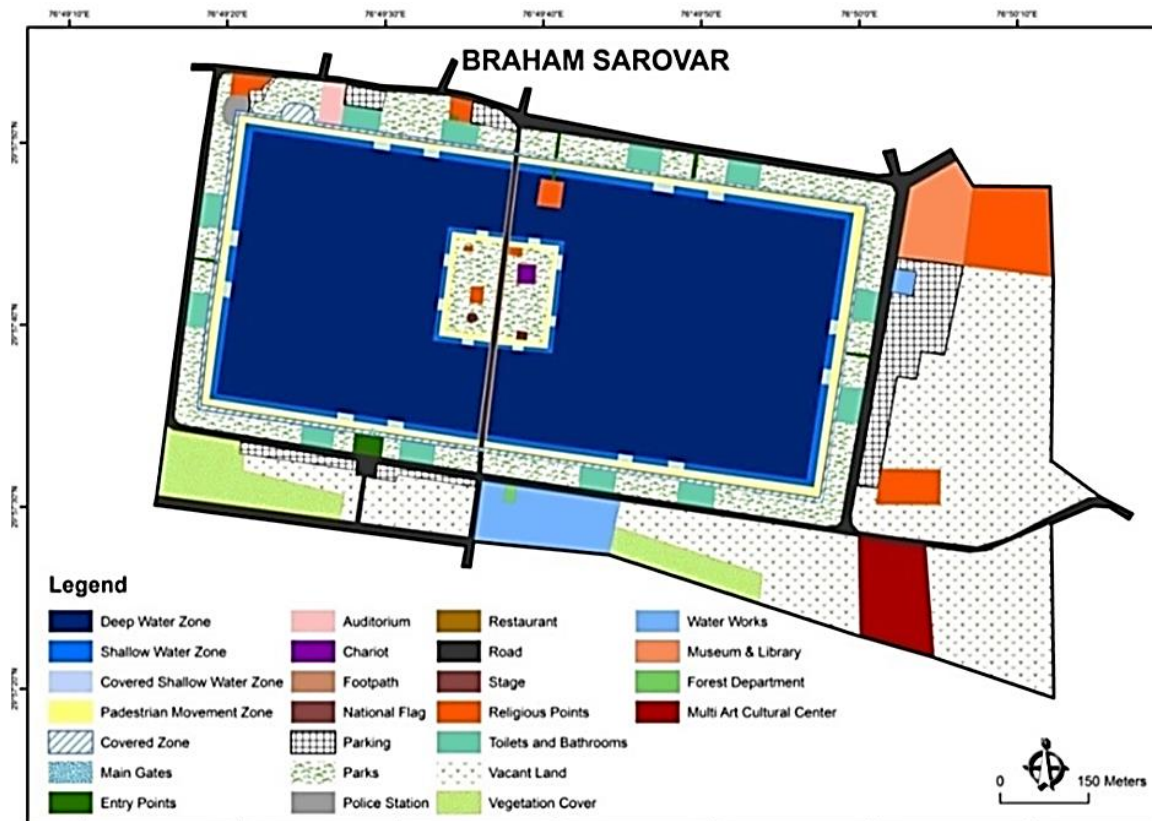 76°49'10"E 76°49'20"E 76°49'30"E 76°49'40"E 76°49'50"E 76°50'0"E 76°50'10"E
BRAHAM SAROVAR
Legend
Deep Water Zone
Shallow Water Zone
Covered Shallow Water Zone
Padestrian Movement Zone
Covered Zone
Main Gates
Entry Points
Auditorium
Chariot
Footpath
National Flag
Parking
Parks
Police Station
Restaurant
Road
Stage
Religious Points
Toilets and Bathrooms
Vacant Land
Vegetation Cover
Water Works
Museum & Library
Forest Department
Multi Art Cultural Center
0 150 Meters